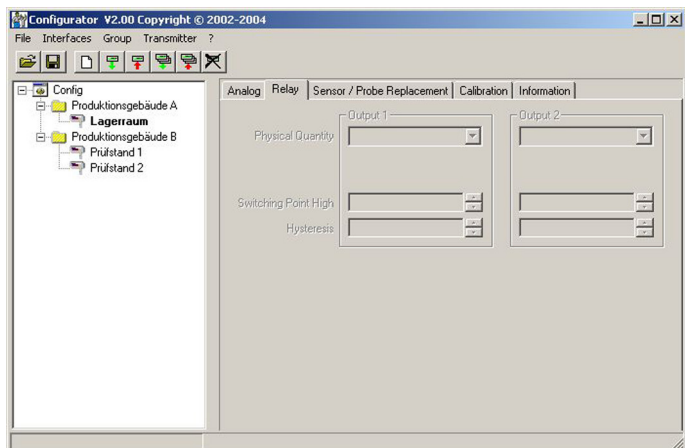 Configurator V2.00 Copyright © 2002-2004
File Interfaces Group Transmitter ?
Config
Produktionsgebäude A
Lagerraum
Produktionsgebäude B
Prüfstand 1
Prüfstand 2
Analog Relay Sensor / Probe Replacement Calibration Information
Output 1 Output 2
Physical Quantity
Switching Point High
Hysteresis